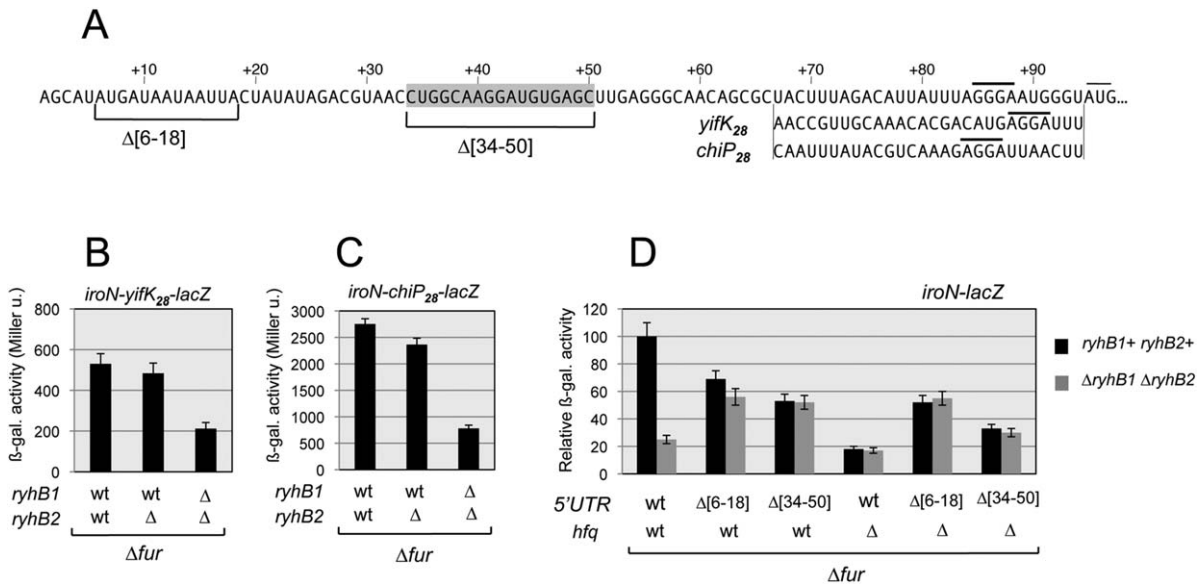 A
+10 +20 +30 +40 +50 +60 +70 +80 +90
AGCAUAUGAUAAUAAUUACUAUAUAGACGUAACCUGGCAAGGAUGUGAGCUUGAGGGCAACAGCGCUACUUUAGACAUUAUUUAGGGAAUGGGUAUG...
Δ[6-18]
Δ[34-50]
yifK28 AACCGUUGCAAACACGACAUGAGGAUUU
chiP28 CAAUUUAUACGUCAAAGAGGAUUAACUU
B
iroN-yifK28-lacZ
ß-gal. activity (Miller u.)
800
600
400
200
0
ryhB1 wt wt Δ
ryhB2 wt Δ Δ
Δfur
C
iroN-chiP28-lacZ
ß-gal. activity (Miller u.)
3000
2500
2000
1500
1000
500
0
ryhB1 wt wt Δ
ryhB2 wt Δ Δ
Δfur
D
iroN-lacZ
Relative ß-gal. activity
120
100
80
60
40
20
0
5'UTR wt Δ[6-18] Δ[34-50] wt Δ[6-18] Δ[34-50]
hfq wt wt wt Δ Δ Δ
Δfur
ryhB1+ ryhB2+
ΔryhB1 ΔryhB2